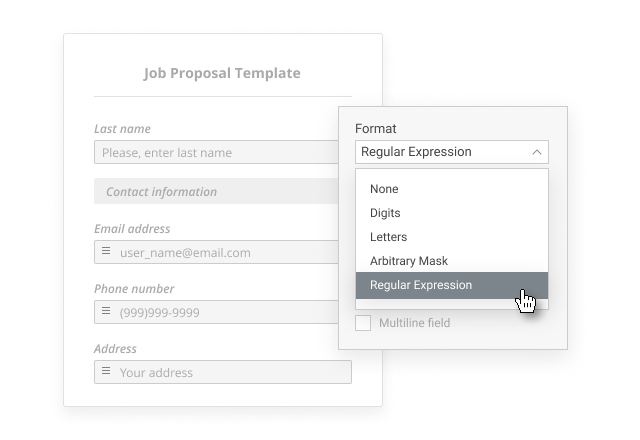 Job Proposal Template
Last name
Please, enter last name
Contact information
Email address
user_name@email.com
Phone number
(999)999-9999
Address
Your address
Format
Regular Expression
None
Digits
Letters
Arbitrary Mask
Regular Expression
Multiline field